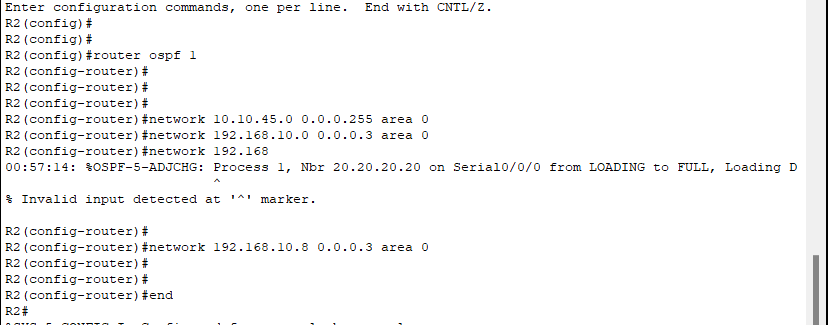 Enter configuration commands, one per line.  End with CNTL/Z.
R2(config)#
R2(config)#
R2(config)#router ospf 1
R2(config-router)#
R2(config-router)#
R2(config-router)#
R2(config-router)#network 10.10.45.0 0.0.0.255 area 0
R2(config-router)#network 192.168.10.0 0.0.0.3 area 0
R2(config-router)#network 192.168
00:57:14: %OSPF-5-ADJCHG: Process 1, Nbr 20.20.20.20 on Serial0/0/0 from LOADING to FULL, Loading D
^
% Invalid input detected at '^' marker.
R2(config-router)#
R2(config-router)#network 192.168.10.8 0.0.0.3 area 0
R2(config-router)#
R2(config-router)#
R2(config-router)#end
R2#